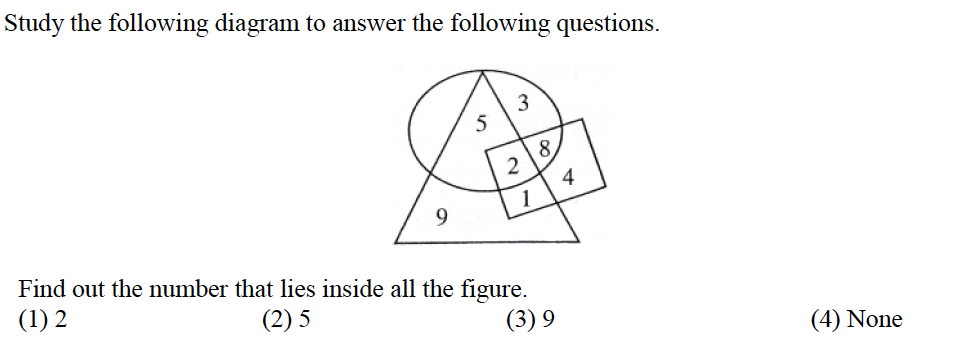 Study the following diagram to answer the following questions.
3
5
8
2
4
1
9
Find out the number that lies inside all the figure.
(1) 2 (2) 5 (3) 9 (4) None